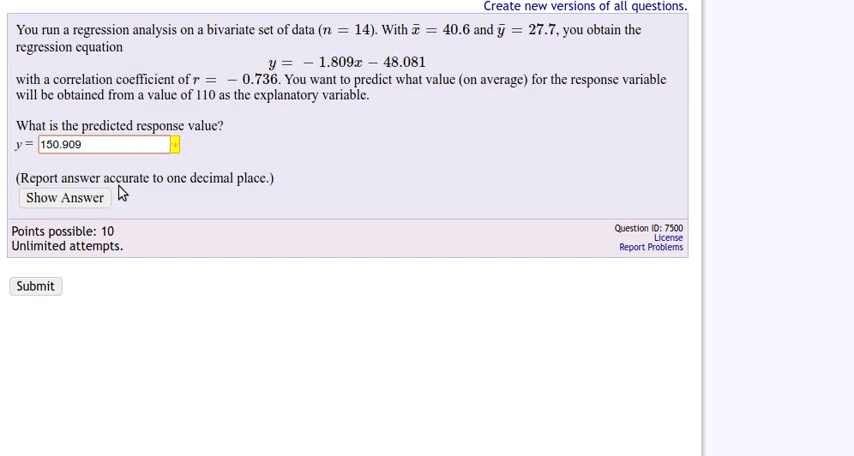 Create new versions of all questions.
You run a regression analysis on a bivariate set of data (n = 14). With x̄ = 40.6 and ȳ = 27.7, you obtain the
regression equation
y = − 1.809x − 48.081
with a correlation coefficient of r = − 0.736. You want to predict what value (on average) for the response variable
will be obtained from a value of 110 as the explanatory variable.
What is the predicted response value?
y = 150.909
(Report answer accurate to one decimal place.)
Show Answer
Points possible: 10
Unlimited attempts.
Question ID: 7500
License
Report Problems
Submit